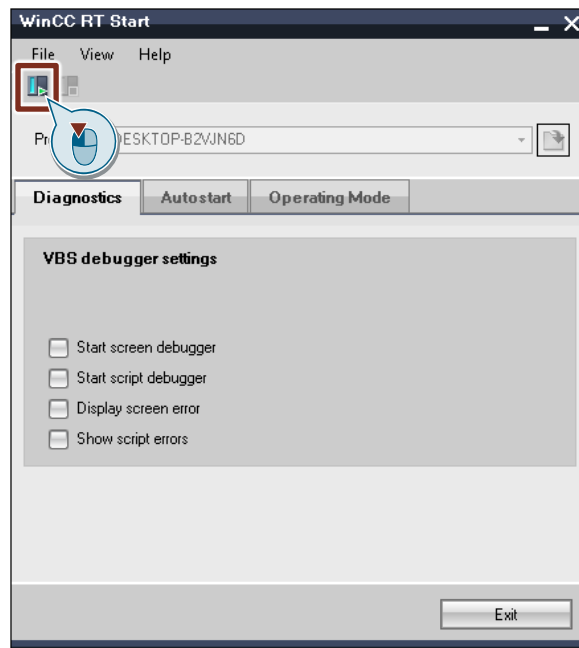 WinCC RT Start
File View Help
DESKTOP-B2VJN6D
Diagnostics Autostart Operating Mode
VBS debugger settings
Start screen debugger
Start script debugger
Display screen error
Show script errors
Exit